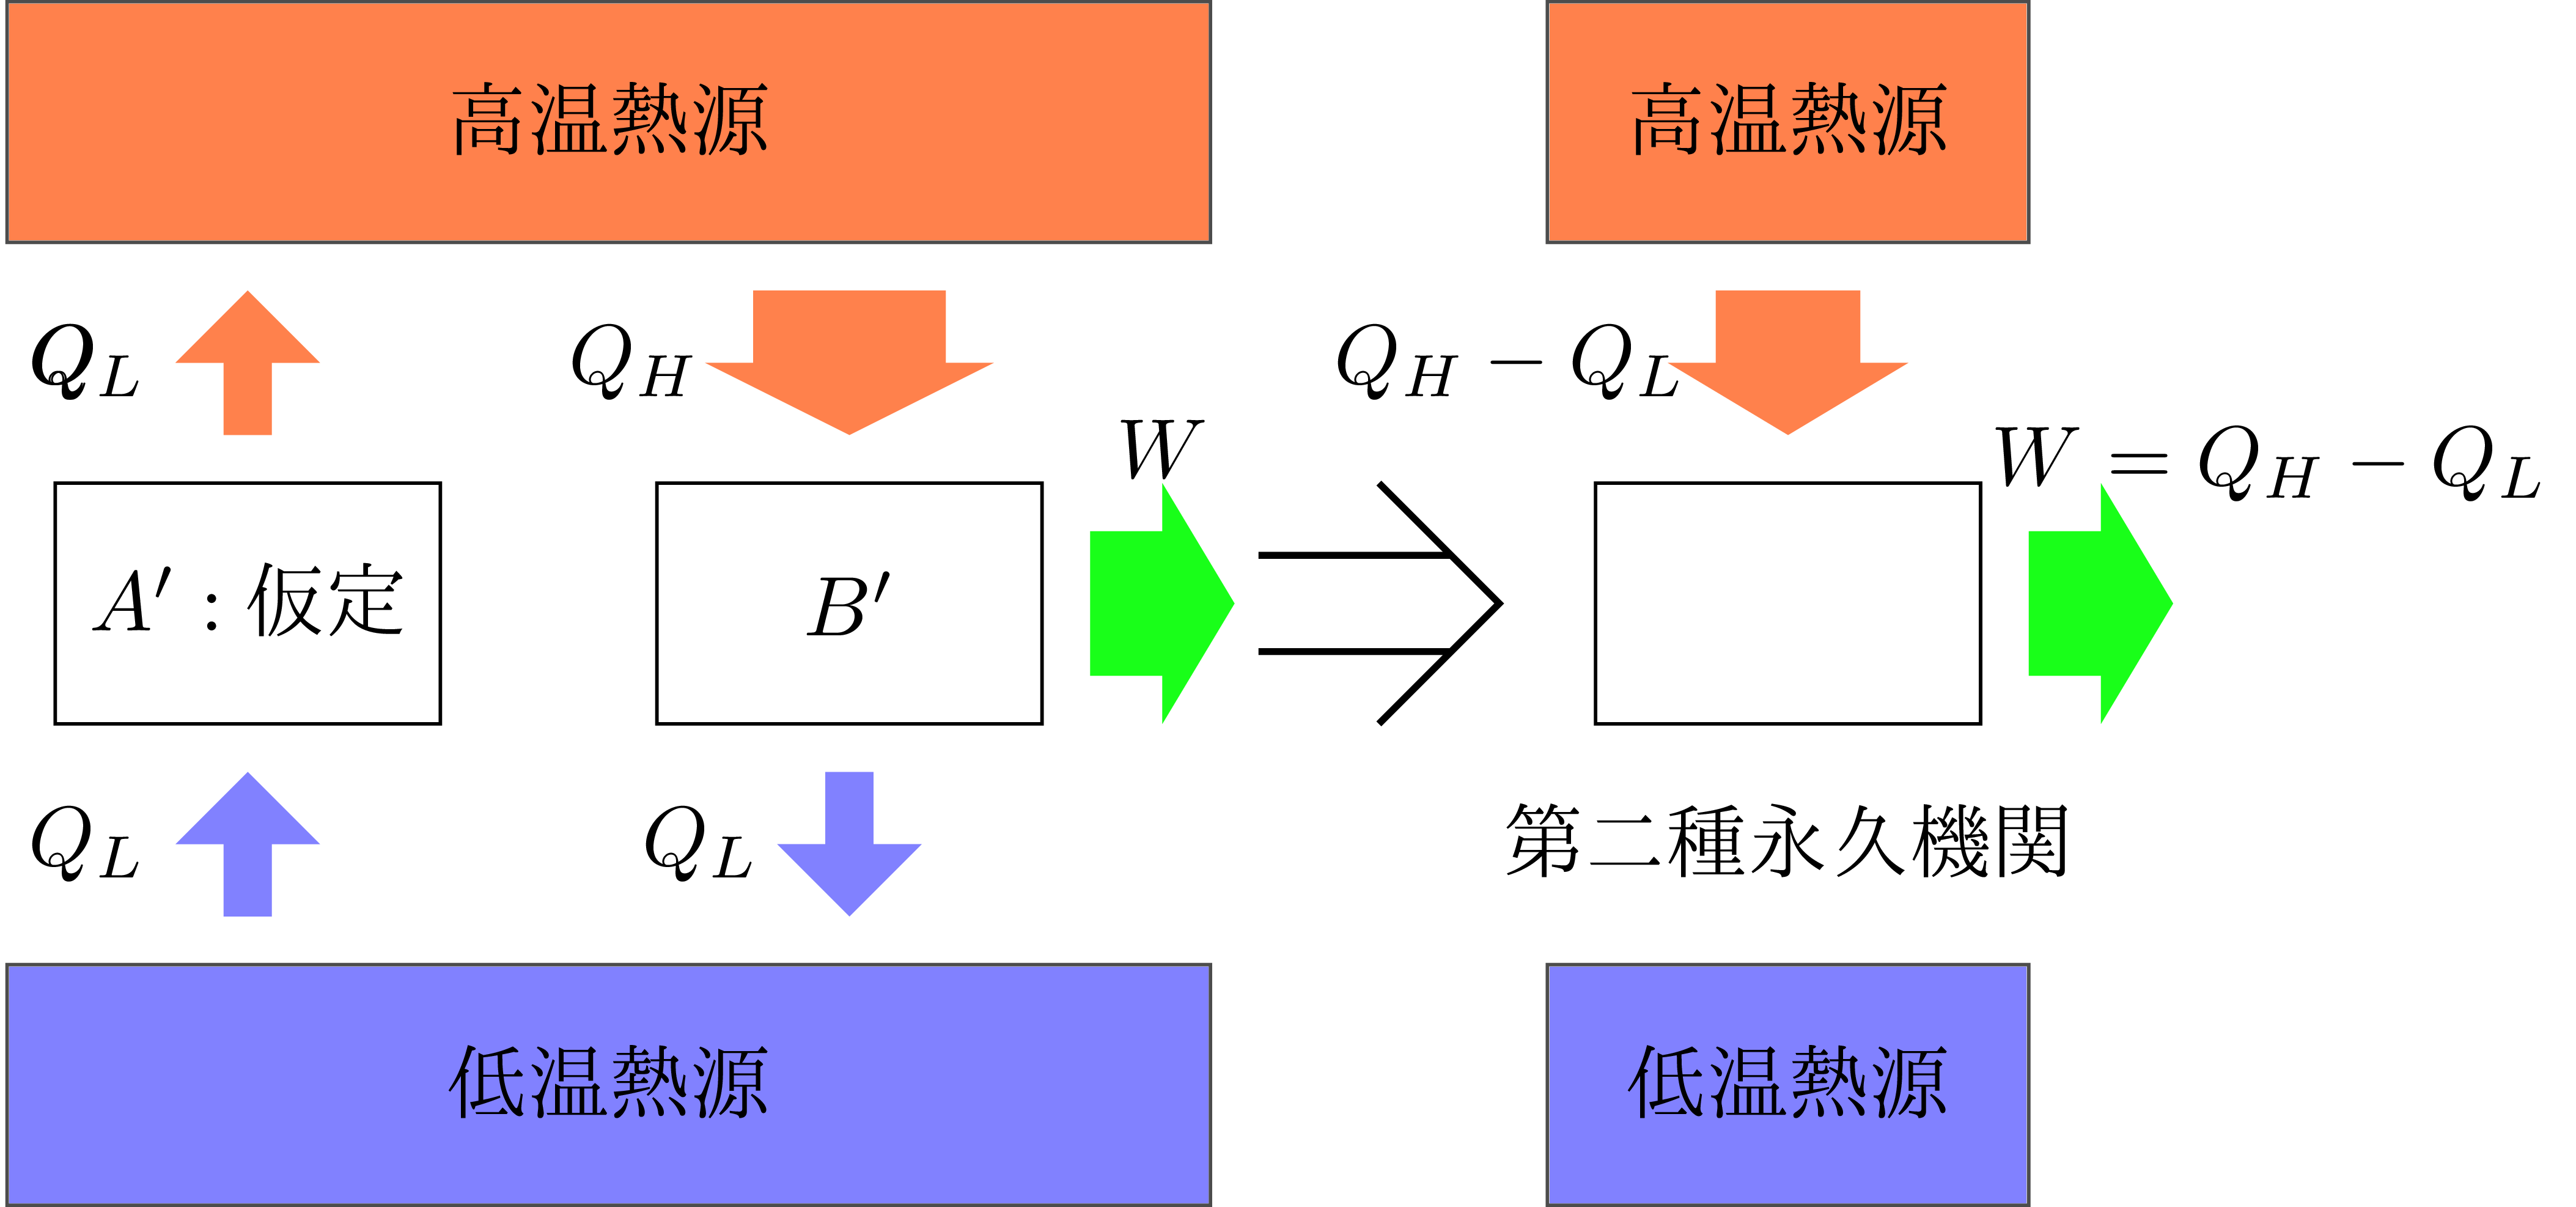 高温熱源
高温熱源
Q_L
Q_H
Q_H − Q_L
W
W = Q_H − Q_L
A′ : 仮定
B′
Q_L
Q_L
第二種永久機関
低温熱源
低温熱源